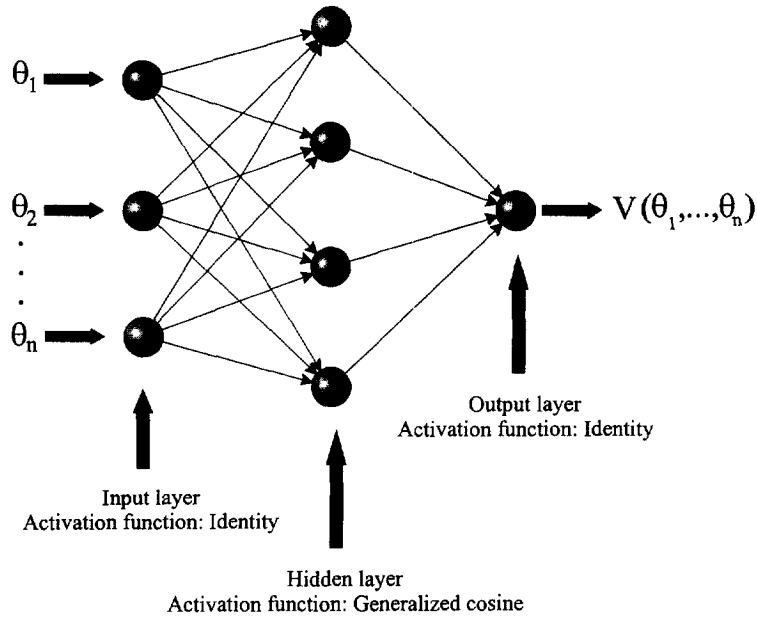 θ₁
θ₂
.
.
.
θₙ
V(θ₁,...,θₙ)
Output layer
Activation function: Identity
Input layer
Activation function: Identity
Hidden layer
Activation function: Generalized cosine